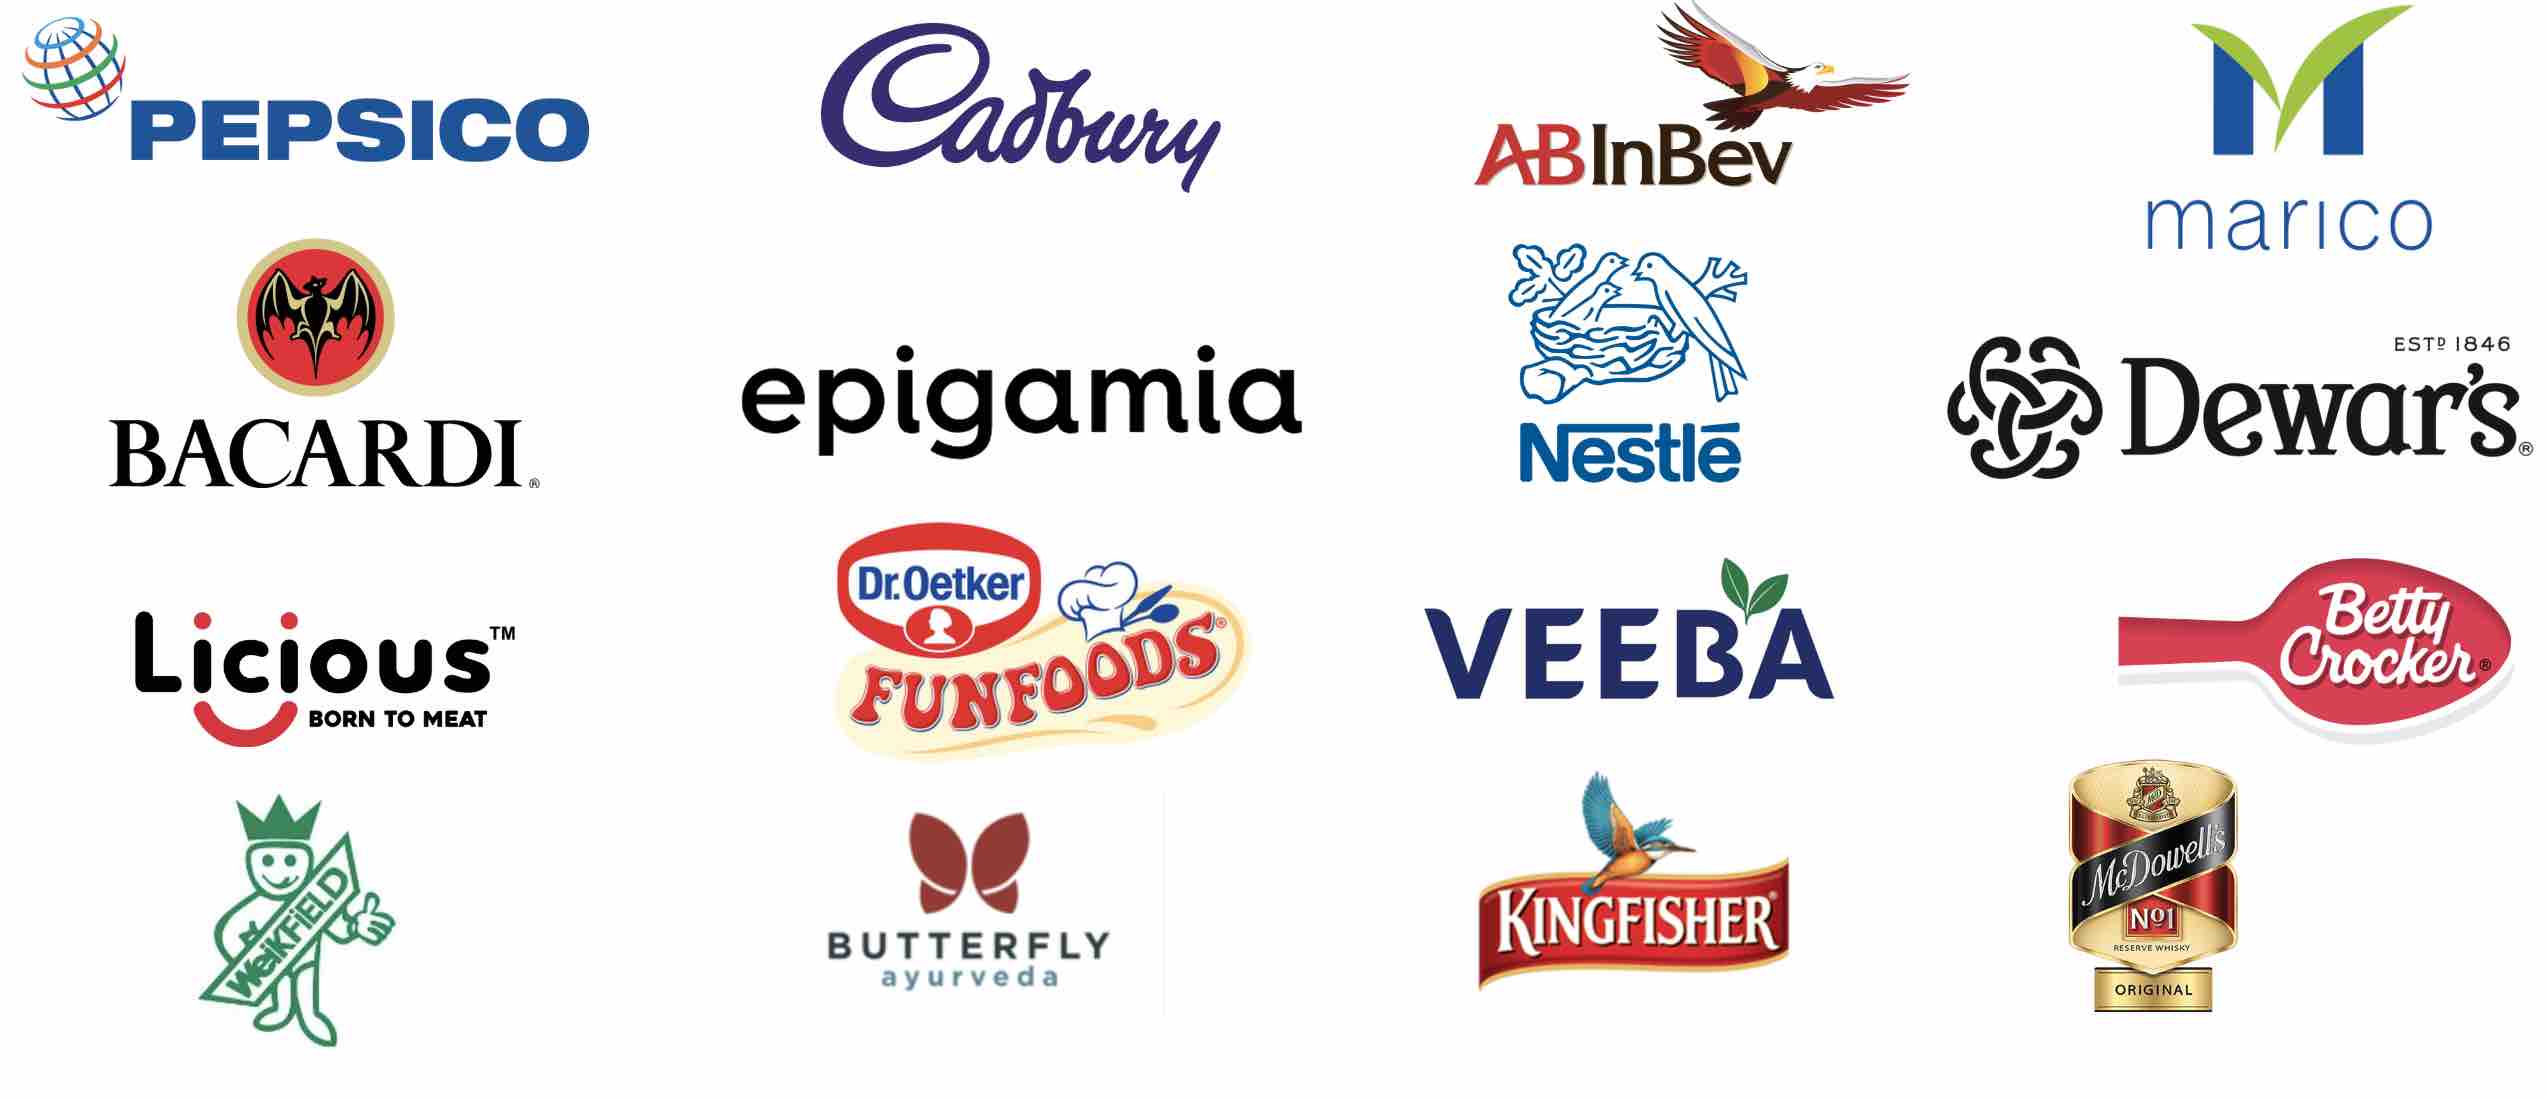 PEPSICO
Cadbury
ABInBev
marico
BACARDI®
epigamia
Nestlé
ESTD 1846
Dewar's®
Licious™
BORN TO MEAT
Dr.Oetker
FUNFOODS®
VEEBA
Betty
Crocker®
WeiKFiELD
BUTTERFLY
ayurveda
KINGFISHER®
McDowell's
No1
RESERVE WHISKY
ORIGINAL